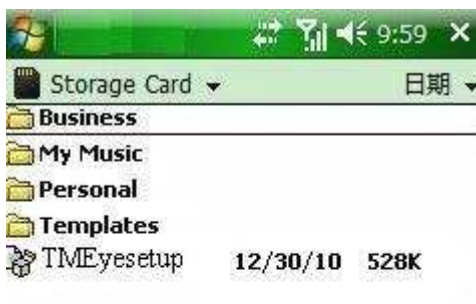 9:59
Storage Card 日期
Business
My Music
Personal
Templates
TMEyesetup 12/30/10 528K